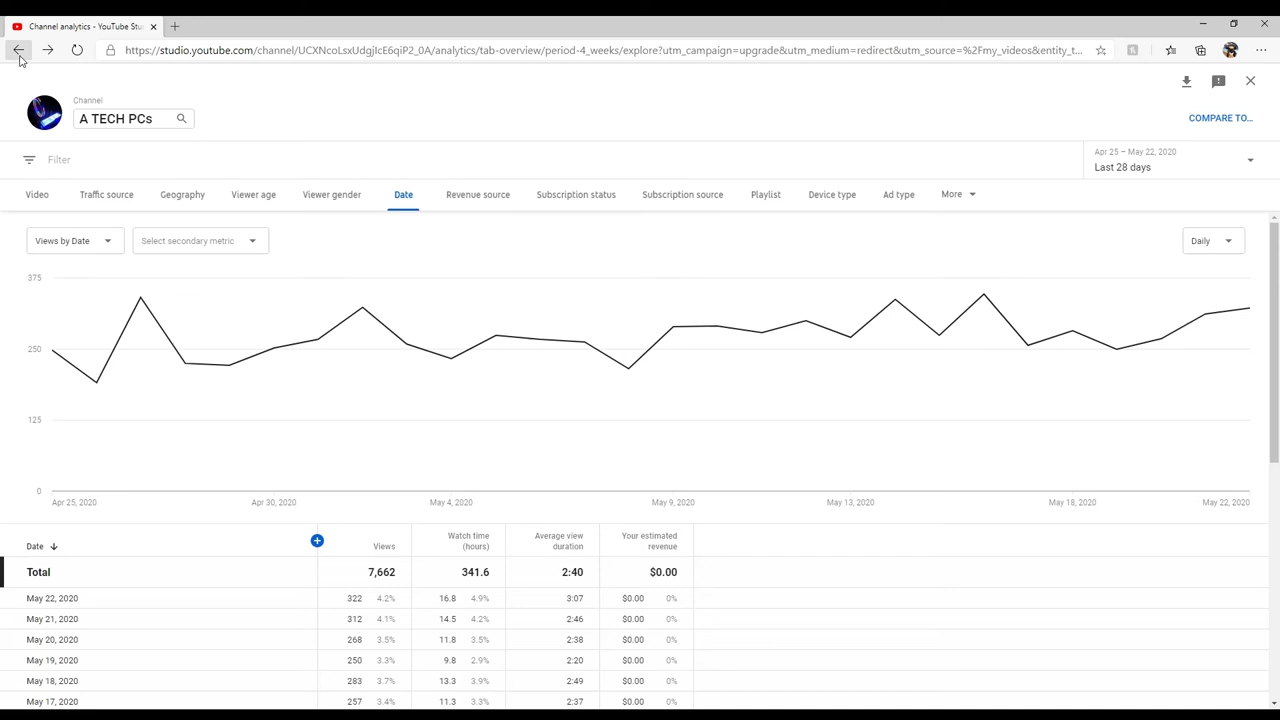 Channel analytics - YouTube Stu
https://studio.youtube.com/channel/UCXNcoLsxUdgjIcE6qiP2_0A/analytics/tab-overview/period-4_weeks/explore?utm_campaign=upgrade&utm_medium=redirect&utm_source=%2Fmy_videos&entity_t...
Channel
A TECH PCs
COMPARE TO...
Filter
Apr 25 – May 22, 2020
Last 28 days
Video Traffic source Geography Viewer age Viewer gender Date Revenue source Subscription status Subscription source Playlist Device type Ad type More
Views by Date Select secondary metric Daily
375
250
125
0
Apr 25, 2020 Apr 30, 2020 May 4, 2020 May 9, 2020 May 13, 2020 May 18, 2020 May 22, 2020
Date Views Watch time (hours) Average view duration Your estimated revenue
Total 7,662 341.6 2:40 $0.00
May 22, 2020 322 4.2% 16.8 4.9% 3:07 $0.00 0%
May 21, 2020 312 4.1% 14.5 4.2% 2:46 $0.00 0%
May 20, 2020 268 3.5% 11.8 3.5% 2:38 $0.00 0%
May 19, 2020 250 3.3% 9.8 2.9% 2:20 $0.00 0%
May 18, 2020 283 3.7% 13.3 3.9% 2:49 $0.00 0%
May 17, 2020 257 3.4% 11.3 3.3% 2:37 $0.00 0%